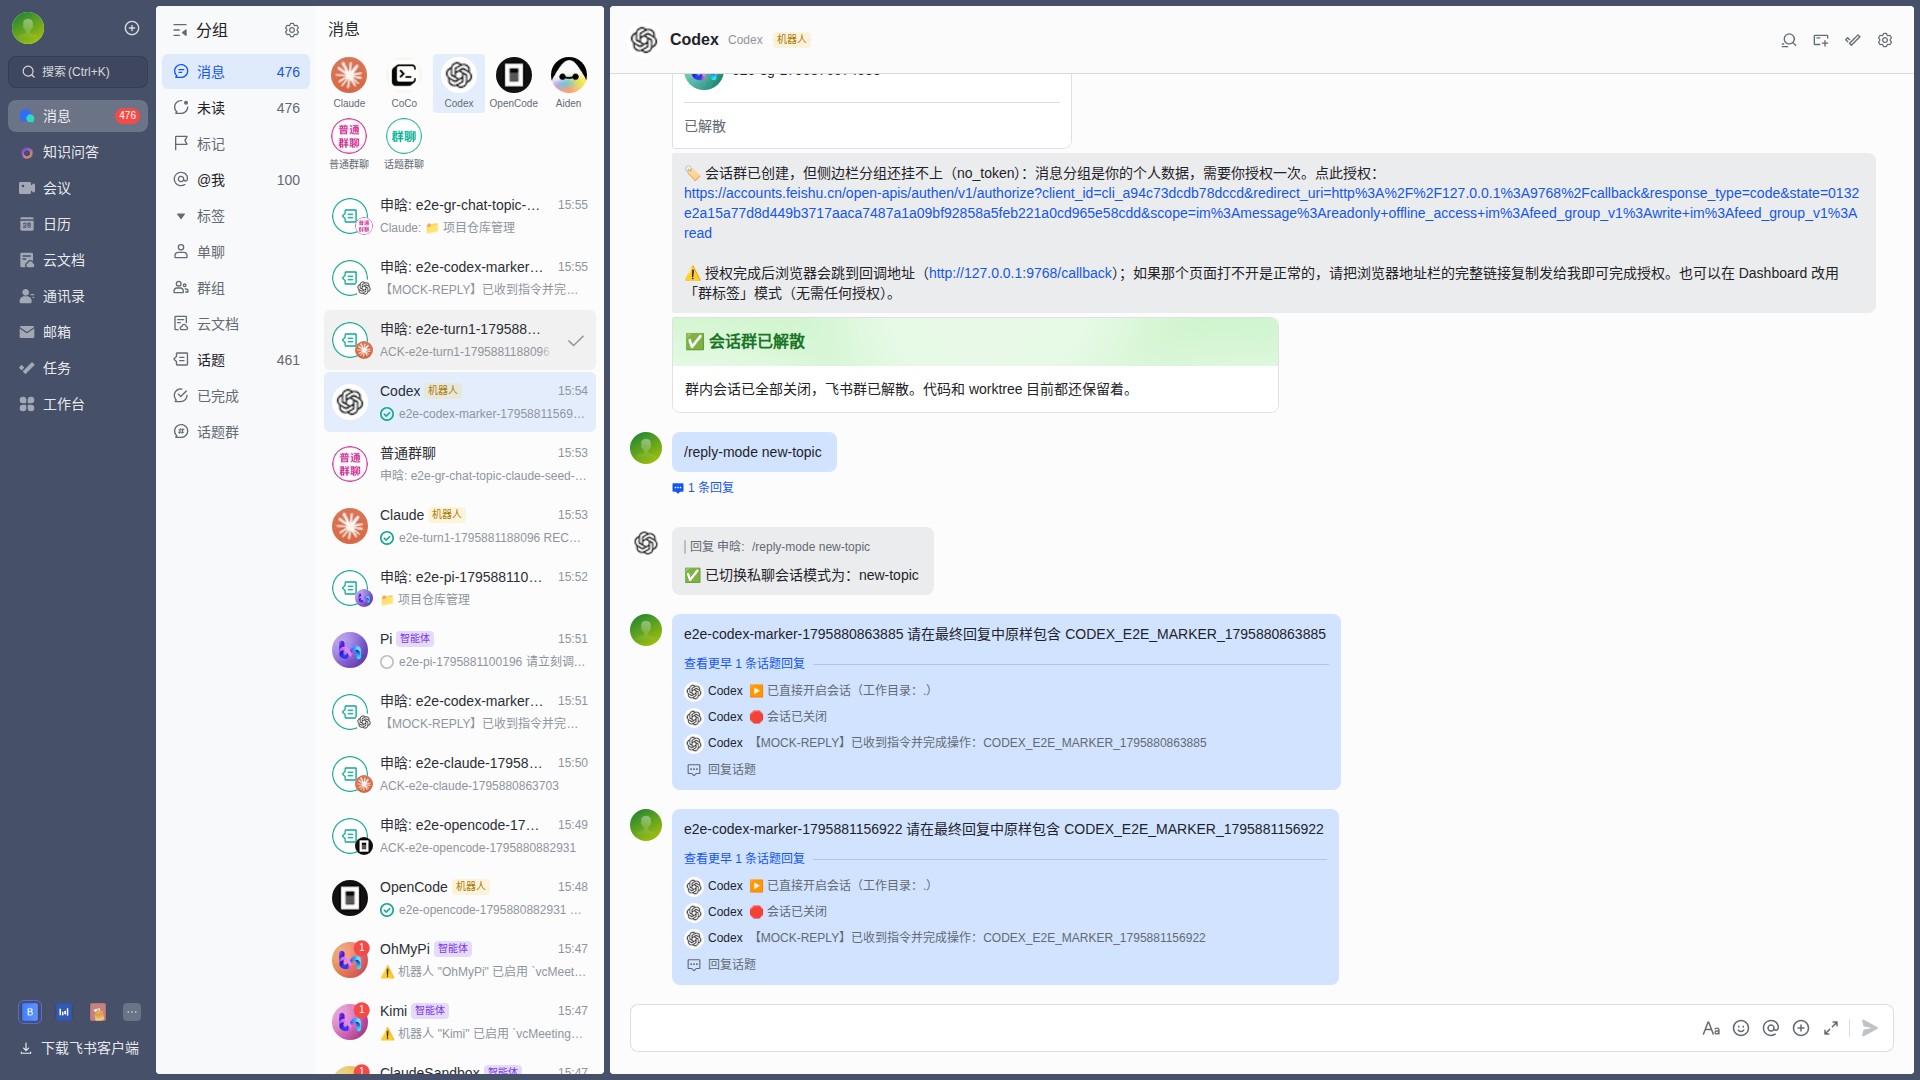 搜索 (Ctrl+K)
消息 476
知识问答
会议
日历
云文档
通讯录
邮箱
任务
工作台
B
下载飞书客户端
分组
消息 476
未读 476
标记
@我 100
标签
单聊
群组
云文档
话题 461
已完成
话题群
消息
Claude CoCo Codex OpenCode Aiden
普通群聊
群聊
普通群聊 话题群聊
申晗: e2e-gr-chat-topic-... 15:55
Claude: 📁 项目仓库管理
申晗: e2e-codex-marker... 15:55
【MOCK-REPLY】已收到指令并完...
申晗: e2e-turn1-179588...
ACK-e2e-turn1-1795881188096
Codex 机器人 15:54
e2e-codex-marker-17958811569...
普通群聊
普通群聊 15:53
申晗: e2e-gr-chat-topic-claude-seed-...
Claude 机器人 15:53
e2e-turn1-1795881188096 REC...
申晗: e2e-pi-179588110... 15:52
📁 项目仓库管理
Pi 智能体 15:51
e2e-pi-1795881100196 请立刻调...
申晗: e2e-codex-marker... 15:51
【MOCK-REPLY】已收到指令并完...
申晗: e2e-claude-17958... 15:50
ACK-e2e-claude-1795880863703
申晗: e2e-opencode-17... 15:49
ACK-e2e-opencode-1795880882931
OpenCode 机器人 15:48
e2e-opencode-1795880882931 ...
1
OhMyPi 智能体 15:47
⚠️ 机器人 "OhMyPi" 已启用 `vcMeet...
1
Kimi 智能体 15:47
⚠️ 机器人 "Kimi" 已启用 `vcMeeting...
1
ClaudeSandbox 智能体 15:47
Codex Codex 机器人
已解散
🏷️ 会话群已创建，但侧边栏分组还挂不上（no_token）：消息分组是你的个人数据，需要你授权一次。点此授权：
https://accounts.feishu.cn/open-apis/authen/v1/authorize?client_id=cli_a94c73dcdb78dccd&redirect_uri=http%3A%2F%2F127.0.0.1%3A9768%2Fcallback&response_type=code&state=0132
e2a15a77d8d449b3717aaca7487a1a09bf92858a5feb221a0cd965e58cdd&scope=im%3Amessage%3Areadonly+offline_access+im%3Afeed_group_v1%3Awrite+im%3Afeed_group_v1%3A
read
⚠️ 授权完成后浏览器会跳到回调地址（http://127.0.0.1:9768/callback）；如果那个页面打不开是正常的，请把浏览器地址栏的完整链接复制发给我即可完成授权。也可以在 Dashboard 改用
「群标签」模式（无需任何授权）。
✅ 会话群已解散
群内会话已全部关闭，飞书群已解散。代码和 worktree 目前都还保留着。
/reply-mode new-topic
1 条回复
回复 申晗: /reply-mode new-topic
✅ 已切换私聊会话模式为：new-topic
e2e-codex-marker-1795880863885 请在最终回复中原样包含 CODEX_E2E_MARKER_1795880863885
查看更早 1 条话题回复
Codex ▶️ 已直接开启会话（工作目录：.）
Codex 🛑 会话已关闭
Codex 【MOCK-REPLY】已收到指令并完成操作：CODEX_E2E_MARKER_1795880863885
回复话题
e2e-codex-marker-1795881156922 请在最终回复中原样包含 CODEX_E2E_MARKER_1795881156922
查看更早 1 条话题回复
Codex ▶️ 已直接开启会话（工作目录：.）
Codex 🛑 会话已关闭
Codex 【MOCK-REPLY】已收到指令并完成操作：CODEX_E2E_MARKER_1795881156922
回复话题
Aa